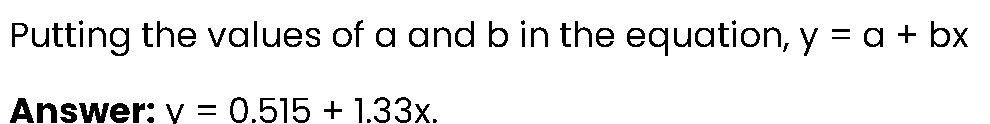 Putting the values of a and b in the equation, y = a + bx
Answer: v = 0.515 + 1.33x.